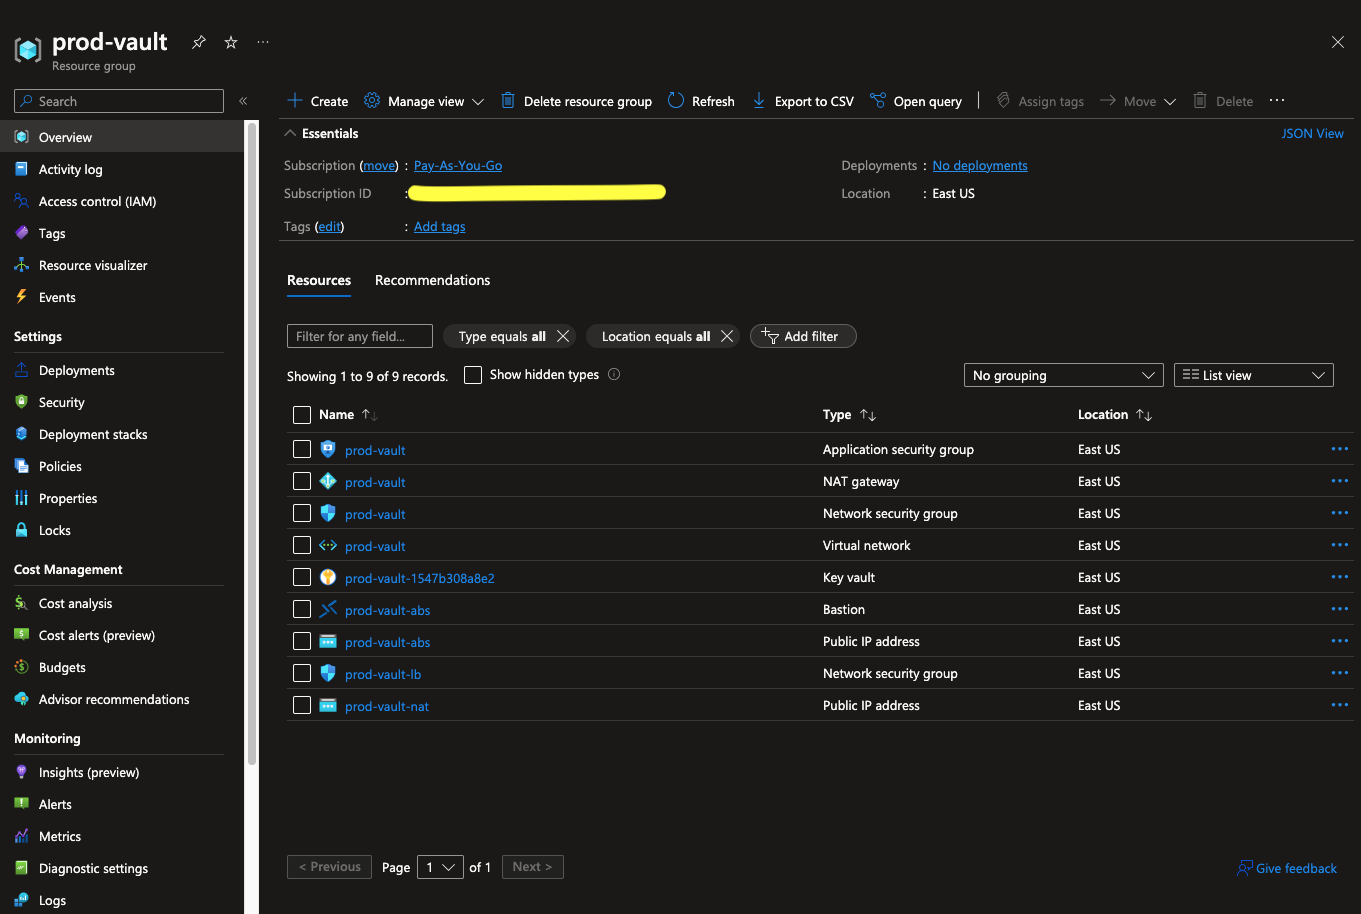 prod-vault
Resource group
Search
Overview
Activity log
Access control (IAM)
Tags
Resource visualizer
Events
Settings
Deployments
Security
Deployment stacks
Policies
Properties
Locks
Cost Management
Cost analysis
Cost alerts (preview)
Budgets
Advisor recommendations
Monitoring
Insights (preview)
Alerts
Metrics
Diagnostic settings
Logs
Create Manage view Delete resource group Refresh Export to CSV Open query Assign tags Move Delete
Essentials JSON View
Subscription (move) : Pay-As-You-Go Deployments : No deployments
Subscription ID : Location : East US
Tags (edit) : Add tags
Resources Recommendations
Filter for any field... Type equals all Location equals all Add filter
Showing 1 to 9 of 9 records. Show hidden types No grouping List view
Name Type Location
prod-vault Application security group East US
prod-vault NAT gateway East US
prod-vault Network security group East US
prod-vault Virtual network East US
prod-vault-1547b308a8e2 Key vault East US
prod-vault-abs Bastion East US
prod-vault-abs Public IP address East US
prod-vault-lb Network security group East US
prod-vault-nat Public IP address East US
< Previous Page 1 of 1 Next > Give feedback